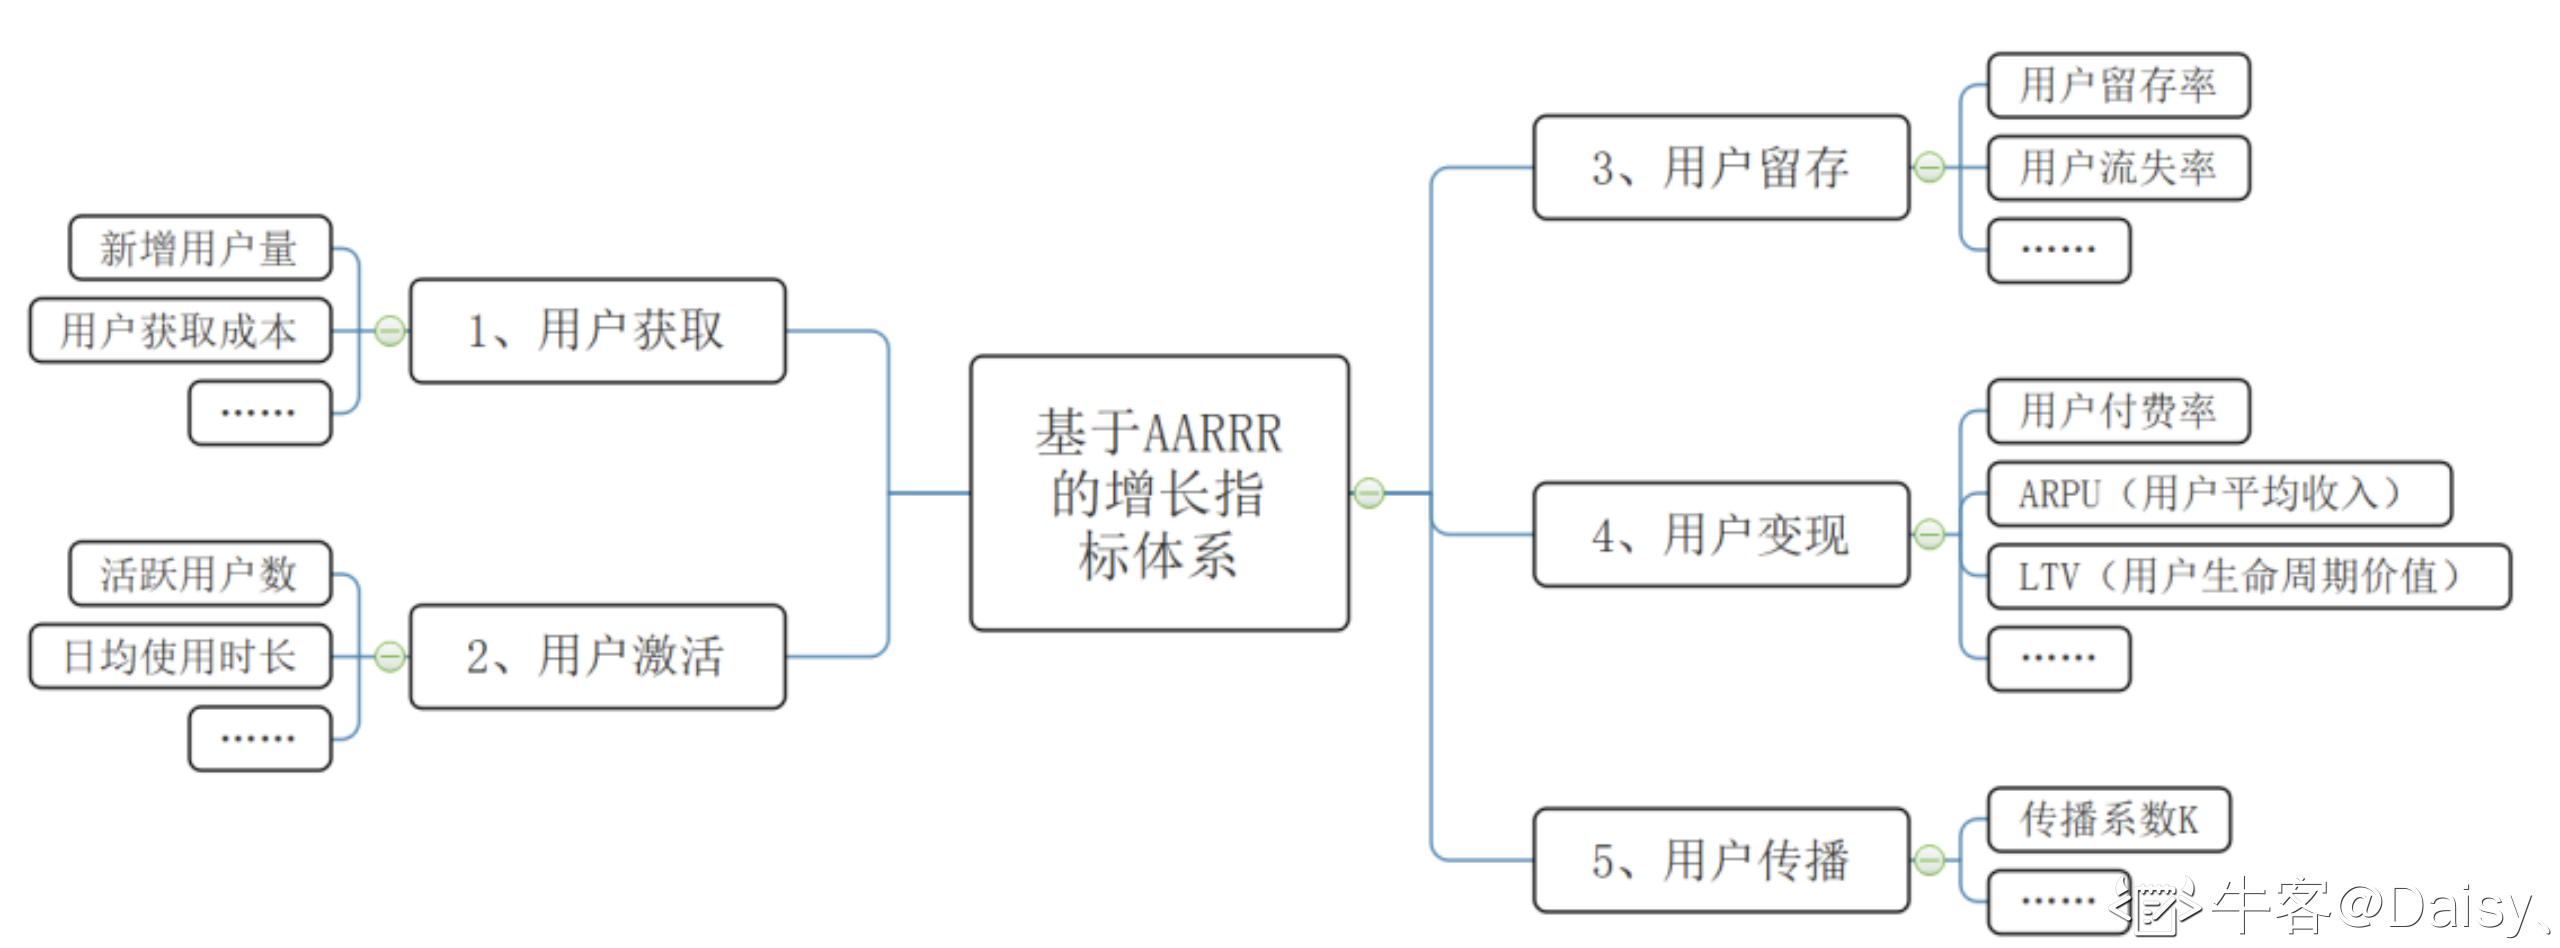 基于AARRR
的增长指
标体系
1、用户获取
新增用户量
用户获取成本
……
2、用户激活
活跃用户数
日均使用时长
……
3、用户留存
用户留存率
用户流失率
……
4、用户变现
用户付费率
ARPU（用户平均收入）
LTV（用户生命周期价值）
……
5、用户传播
传播系数K
……
牛客@Daisy、